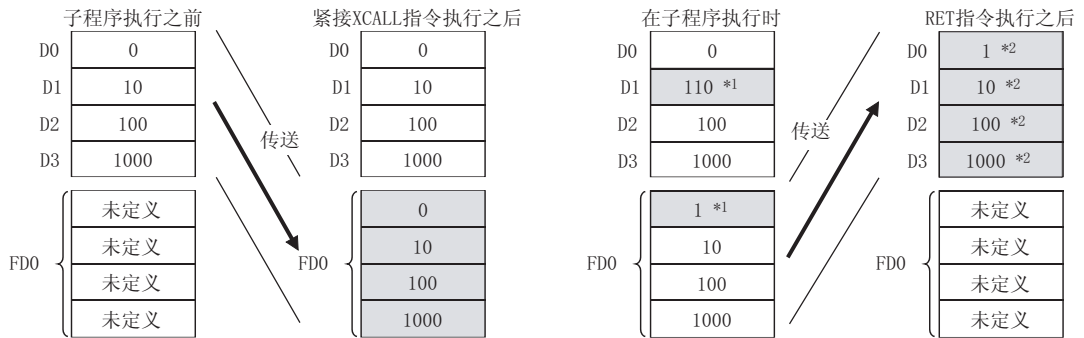 子程序执行之前 紧接XCALL指令执行之后 在子程序执行时 RET指令执行之后
D0 0 D0 0 D0 0 D0 1 *2
D1 10 D1 10 D1 110 *1 D1 10 *2
D2 100 D2 100 D2 100 D2 100 *2
传送 传送
D3 1000 D3 1000 D3 1000 D3 1000 *2
未定义 0 1 *1 未定义
未定义 10 10 未定义
FD0 FD0 FD0 FD0
未定义 100 100 未定义
未定义 1000 1000 未定义